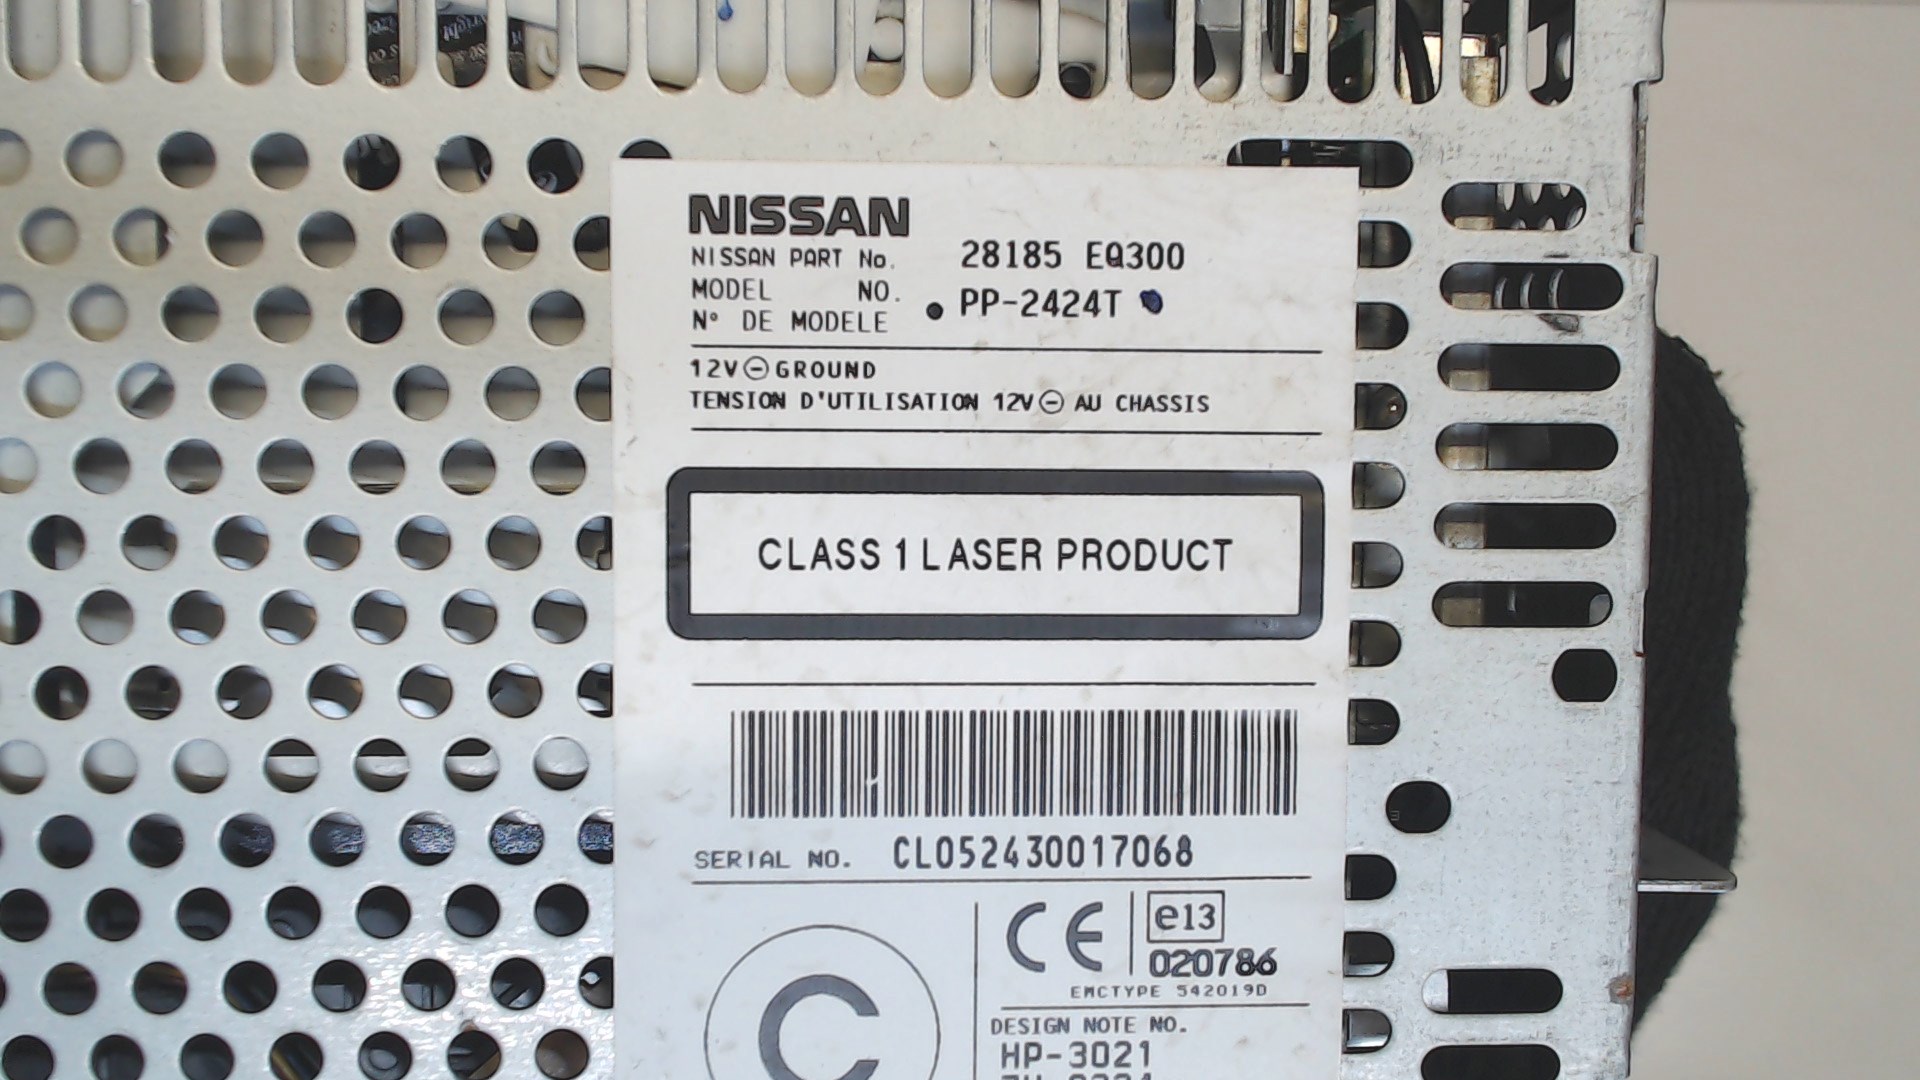 NISSAN
NISSAN PART No. 28185 EQ300
MODEL NO.
N° DE MODELE PP-2424T
12V⊖GROUND
TENSION D'UTILISATION 12V⊖ AU CHASSIS
CLASS 1 LASER PRODUCT
SERIAL NO. CL052430017068
CE
e13
020786
EMCTYPE 542019D
C
DESIGN NOTE NO.
HP-3021